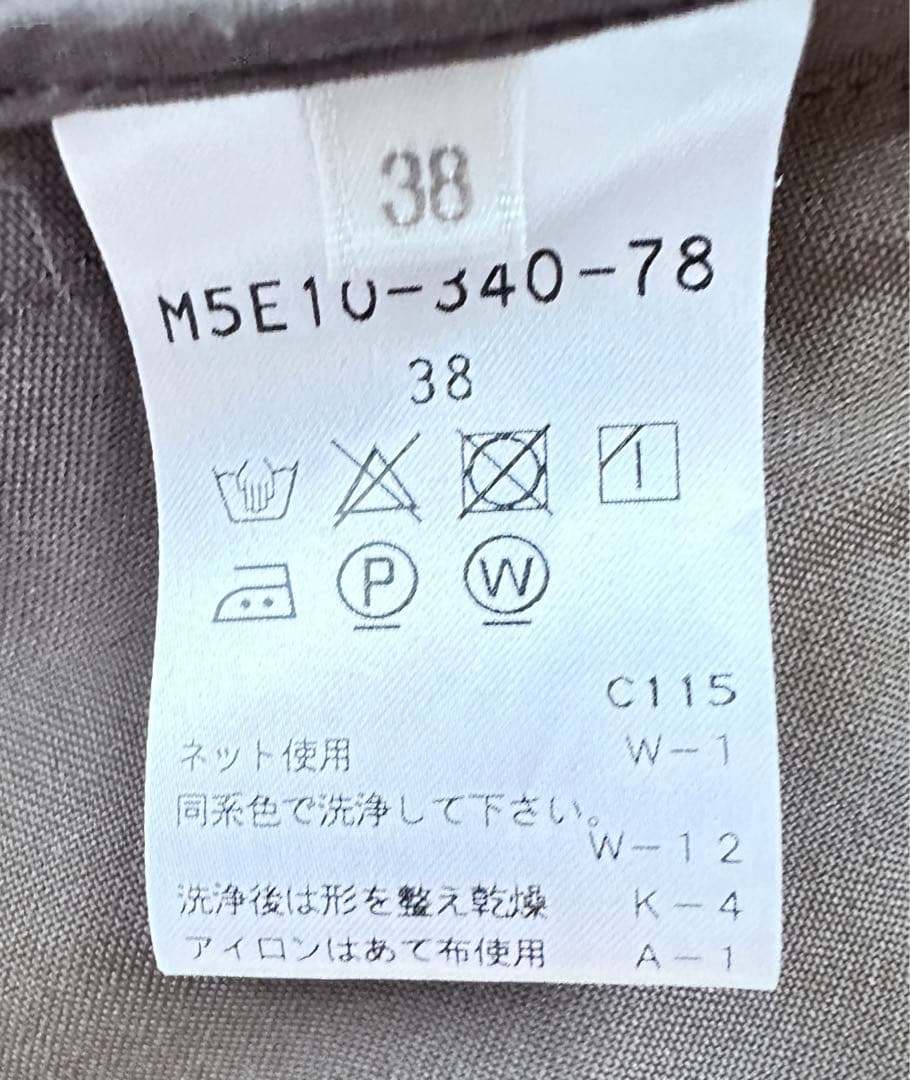 38
M5E10-340-78
38
P W
C115
ネット使用 W-1
同系色で洗浄して下さい。
W-12
洗浄後は形を整え乾燥 K-4
アイロンはあて布使用 A-1